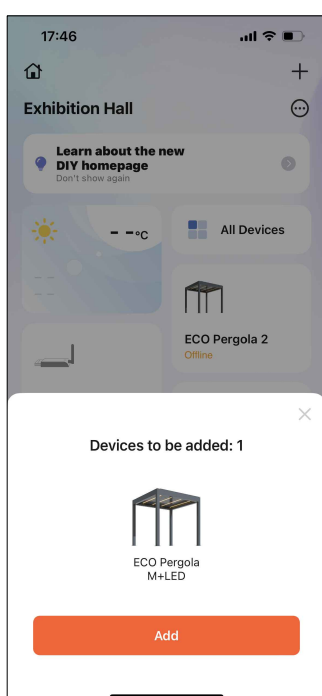 17:46
Exhibition Hall
Learn about the new
DIY homepage
Don't show again
– –°C
All Devices
– –
– –
ECO Pergola 2
Offline
Devices to be added: 1
ECO Pergola
M+LED
Add